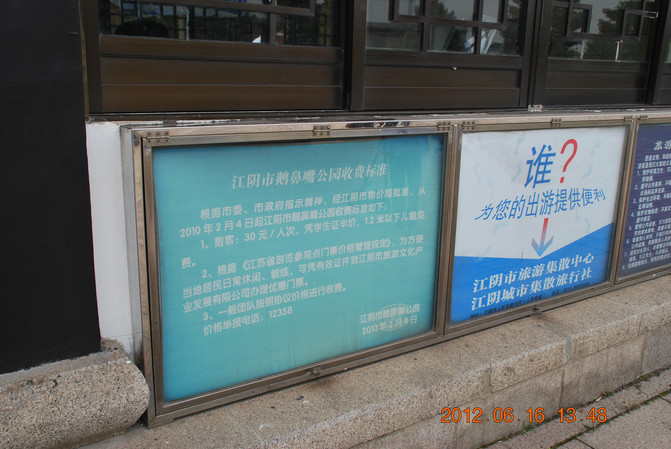 江阴市鹅鼻嘴公园收费标准
根据市委、市政府指示精神，经江阴市物价局批准，从
2010年2月4日起江阴市鹅鼻嘴公园收费标准如下：
1、散客：30元/人次，凭学生证半价，1.2米以下儿童免
费。
2、根据《江苏省游览参观点门票价格管理规定》，为方便
当地居民日常休闲、锻炼，可凭有效证件到江阴市旅游文化产
业发展有限公司办理优惠门票。
3、一般团队按照协议价格进行收费。
价格举报电话：12358
江阴市鹅鼻嘴公园
2010年2月4日
谁？
为您的出游提供便利
江阴市旅游集散中心
江阴城市集散旅行社
2012 06 16 13:48